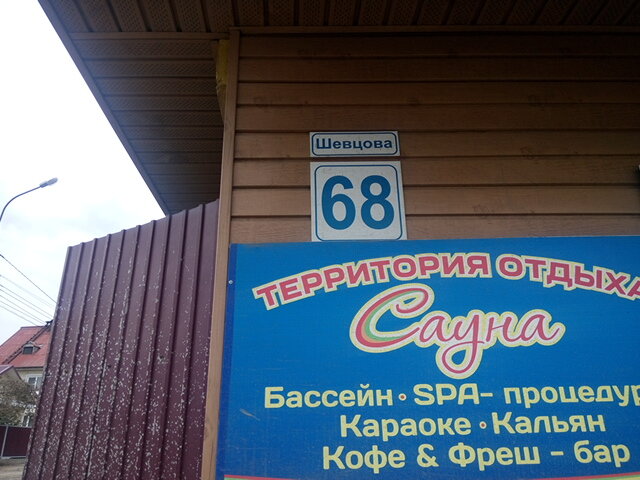 Шевцова
68
ТЕРРИТОРИЯ ОТДЫХА
Сауна
Бассейн • SPA- процедур
Караоке • Кальян
Кофе & Фреш - бар